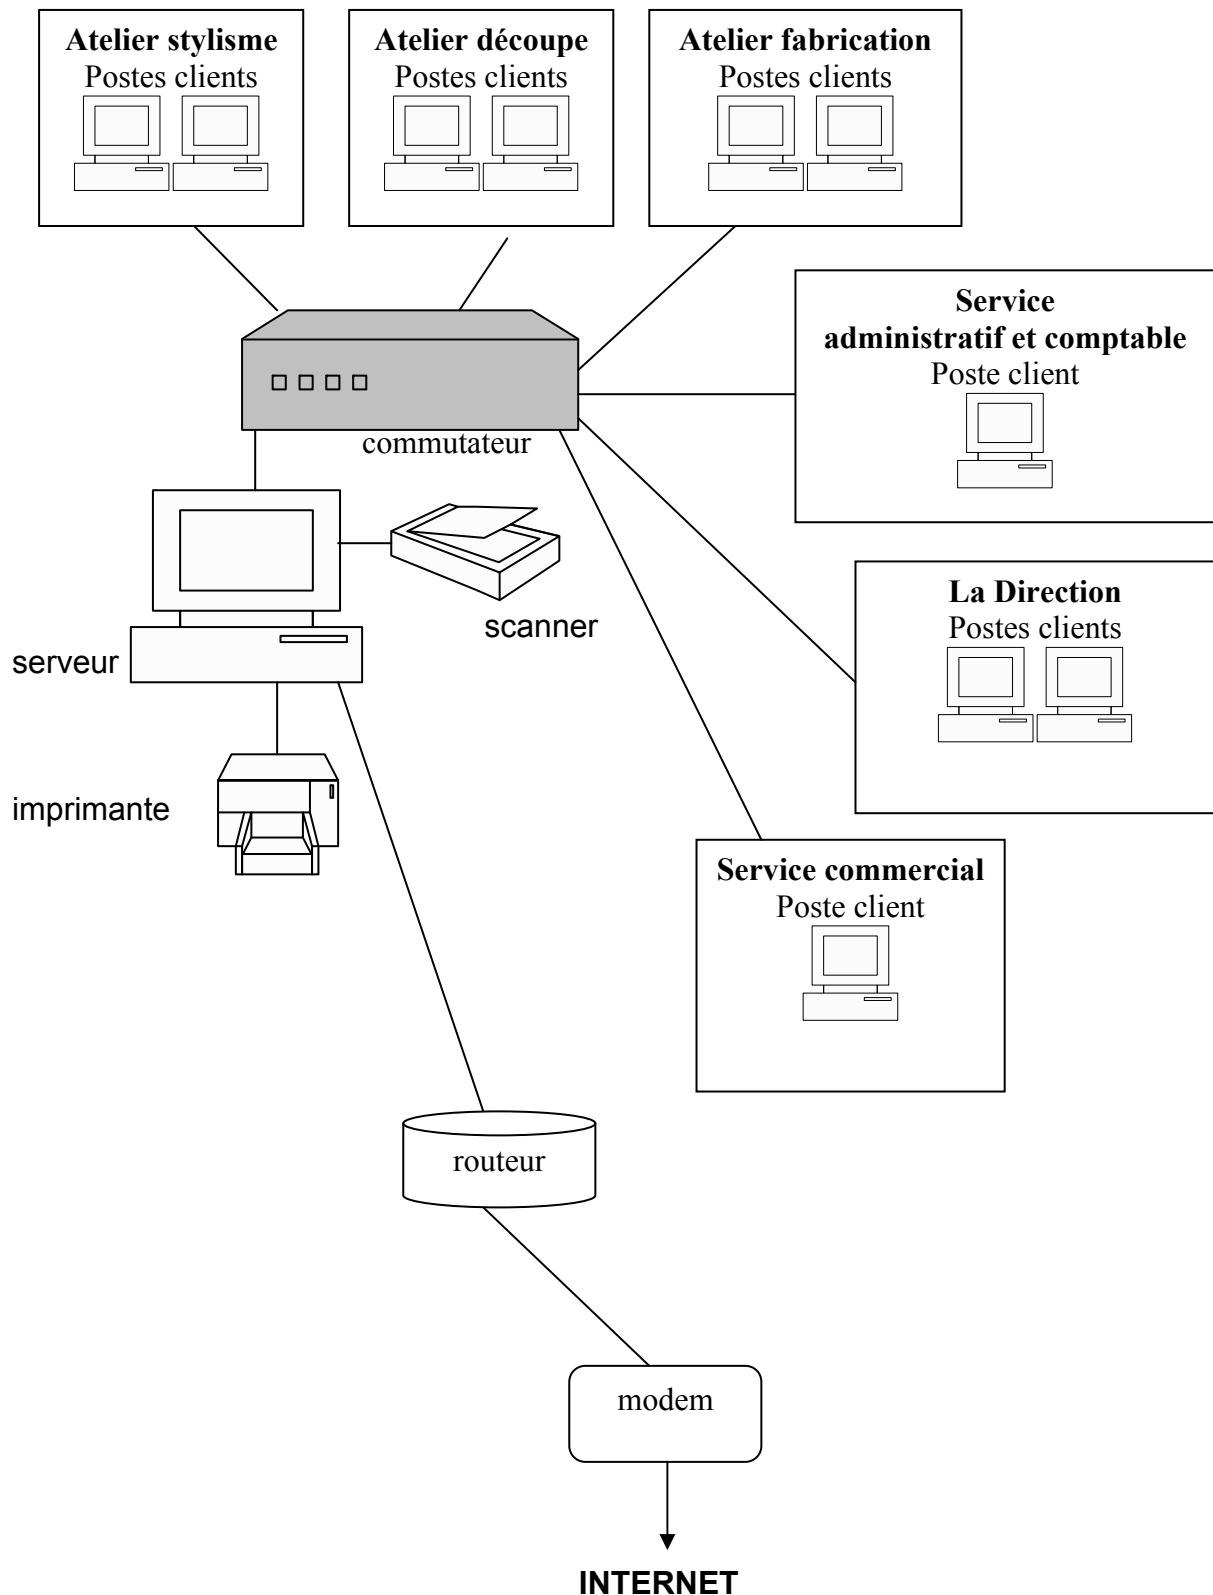 Atelier stylisme
Postes clients
Atelier découpe
Postes clients
Atelier fabrication
Postes clients
Service
administratif et comptable
Poste client
commutateur
La Direction
Postes clients
scanner
serveur
imprimante
Service commercial
Poste client
routeur
modem
INTERNET